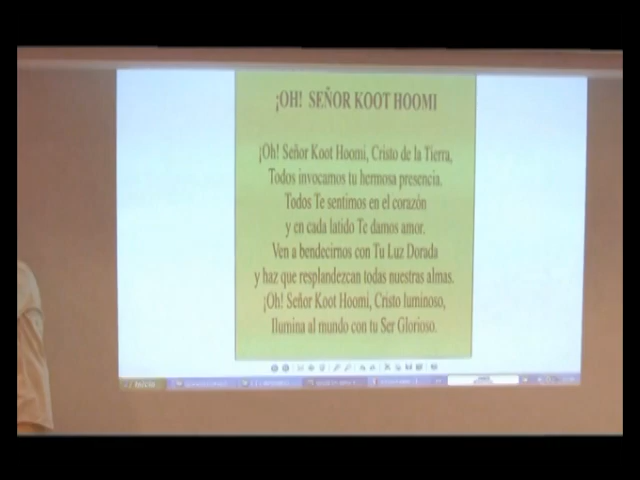 ¡OH! SEÑOR KOOT HOOMI
¡Oh! Señor Koot Hoomi, Cristo de la Tierra,
Todos invocamos tu hermosa presencia.
Todos Te sentimos en el corazón
y en cada latido Te damos amor.
Ven a bendecirnos con Tu Luz Dorada
y haz que resplandezcan todas nuestras almas.
¡Oh! Señor Koot Hoomi, Cristo luminoso,
Ilumina al mundo con tu Ser Glorioso.
Inicio